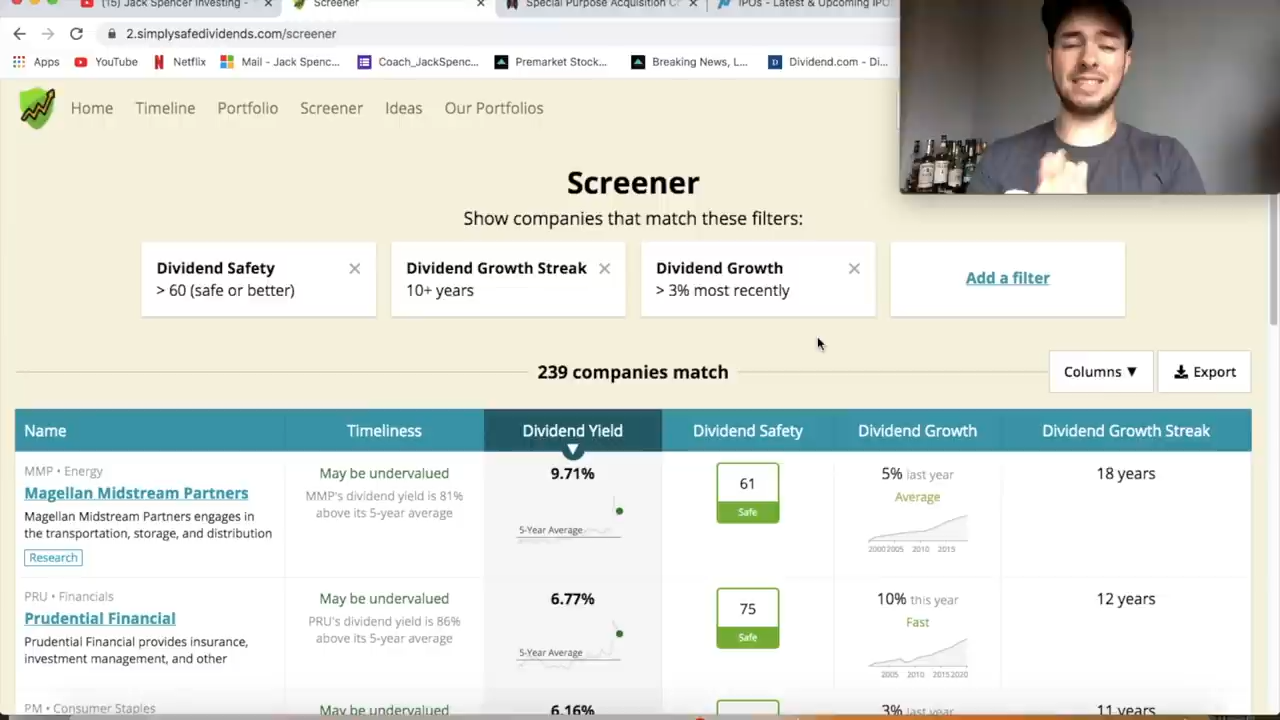 (15) Jack Spencer Investing -
Screener
Special Purpose Acquisition C
IPOs - Latest & Upcoming IPO
2.simplysafedividends.com/screener
Apps
YouTube
Netflix
Mail - Jack Spenc...
Coach_JackSpenc...
Premarket Stock...
Breaking News, L...
Dividend.com - Di...
Home
Timeline
Portfolio
Screener
Ideas
Our Portfolios
Screener
Show companies that match these filters:
Dividend Safety
> 60 (safe or better)
Dividend Growth Streak
10+ years
Dividend Growth
> 3% most recently
Add a filter
239 companies match
Columns ▼
Export
Name
Timeliness
Dividend Yield
Dividend Safety
Dividend Growth
Dividend Growth Streak
MMP • Energy
Magellan Midstream Partners
Magellan Midstream Partners engages in
the transportation, storage, and distribution
Research
May be undervalued
MMP's dividend yield is 81%
above its 5-year average
9.71%
5-Year Average
61
Safe
5% last year
Average
2000 2005 2010 2015
18 years
PRU • Financials
Prudential Financial
Prudential Financial provides insurance,
investment management, and other
May be undervalued
PRU's dividend yield is 86%
above its 5-year average
6.77%
5-Year Average
75
Safe
10% this year
Fast
2005 2010 2015 2020
12 years
PM • Consumer Staples
May be undervalued
6.16%
3% last year
11 years